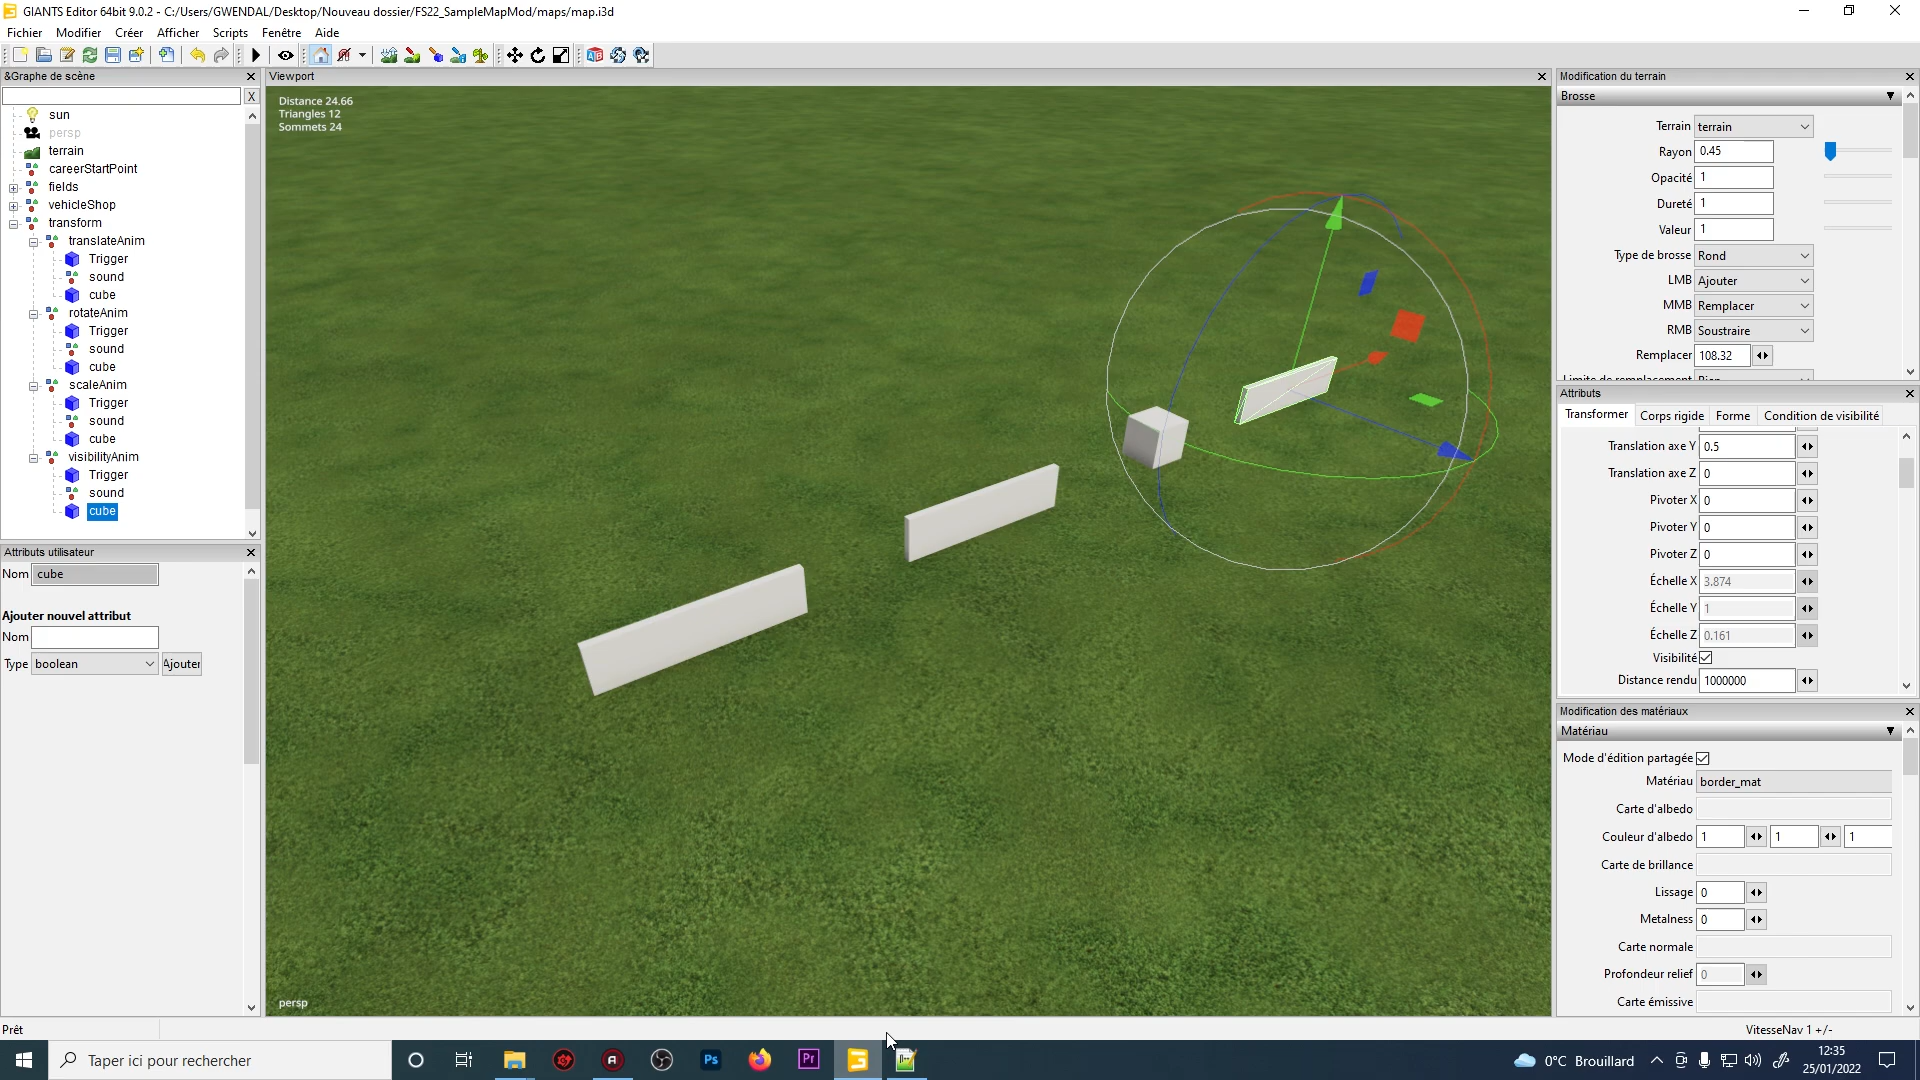 GIANTS Editor 64bit 9.0.2 - C:/Users/GWENDAL/Desktop/Nouveau dossier/FS22_SampleMapMod/maps/map.i3d
Fichier Modifier Créer Afficher Scripts Fenêtre Aide
&Graphe de scène
X
sun
persp
terrain
careerStartPoint
fields
vehicleShop
transform
translateAnim
Trigger
sound
cube
rotateAnim
Trigger
sound
cube
scaleAnim
Trigger
sound
cube
visibilityAnim
Trigger
sound
cube
Attributs utilisateur
Nom cube
Ajouter nouvel attribut
Nom
Type boolean Ajouter
Viewport
Distance 24.66
Triangles 12
Sommets 24
persp
Modification du terrain
Brosse
Terrain terrain
Rayon 0.45
Opacité 1
Dureté 1
Valeur 1
Type de brosse Rond
LMB Ajouter
MMB Remplacer
RMB Soustraire
Remplacer 108.32
Limite de remplacement Rien
Attributs
Transformer Corps rigide Forme Condition de visibilité
Translation axe Y 0.5
Translation axe Z 0
Pivoter X 0
Pivoter Y 0
Pivoter Z 0
Échelle X 3.874
Échelle Y 1
Échelle Z 0.161
Visibilité
Distance rendu 1000000
Modification des matériaux
Matériau
Mode d'édition partagée
Matériau border_mat
Carte d'albedo
Couleur d'albedo 1 1 1
Carte de brillance
Lissage 0
Metalness 0
Carte normale
Profondeur relief 0
Carte émissive
Prêt
VitesseNav 1 +/-
Taper ici pour rechercher
Ps
Pr
0°C Brouillard
12:35
25/01/2022